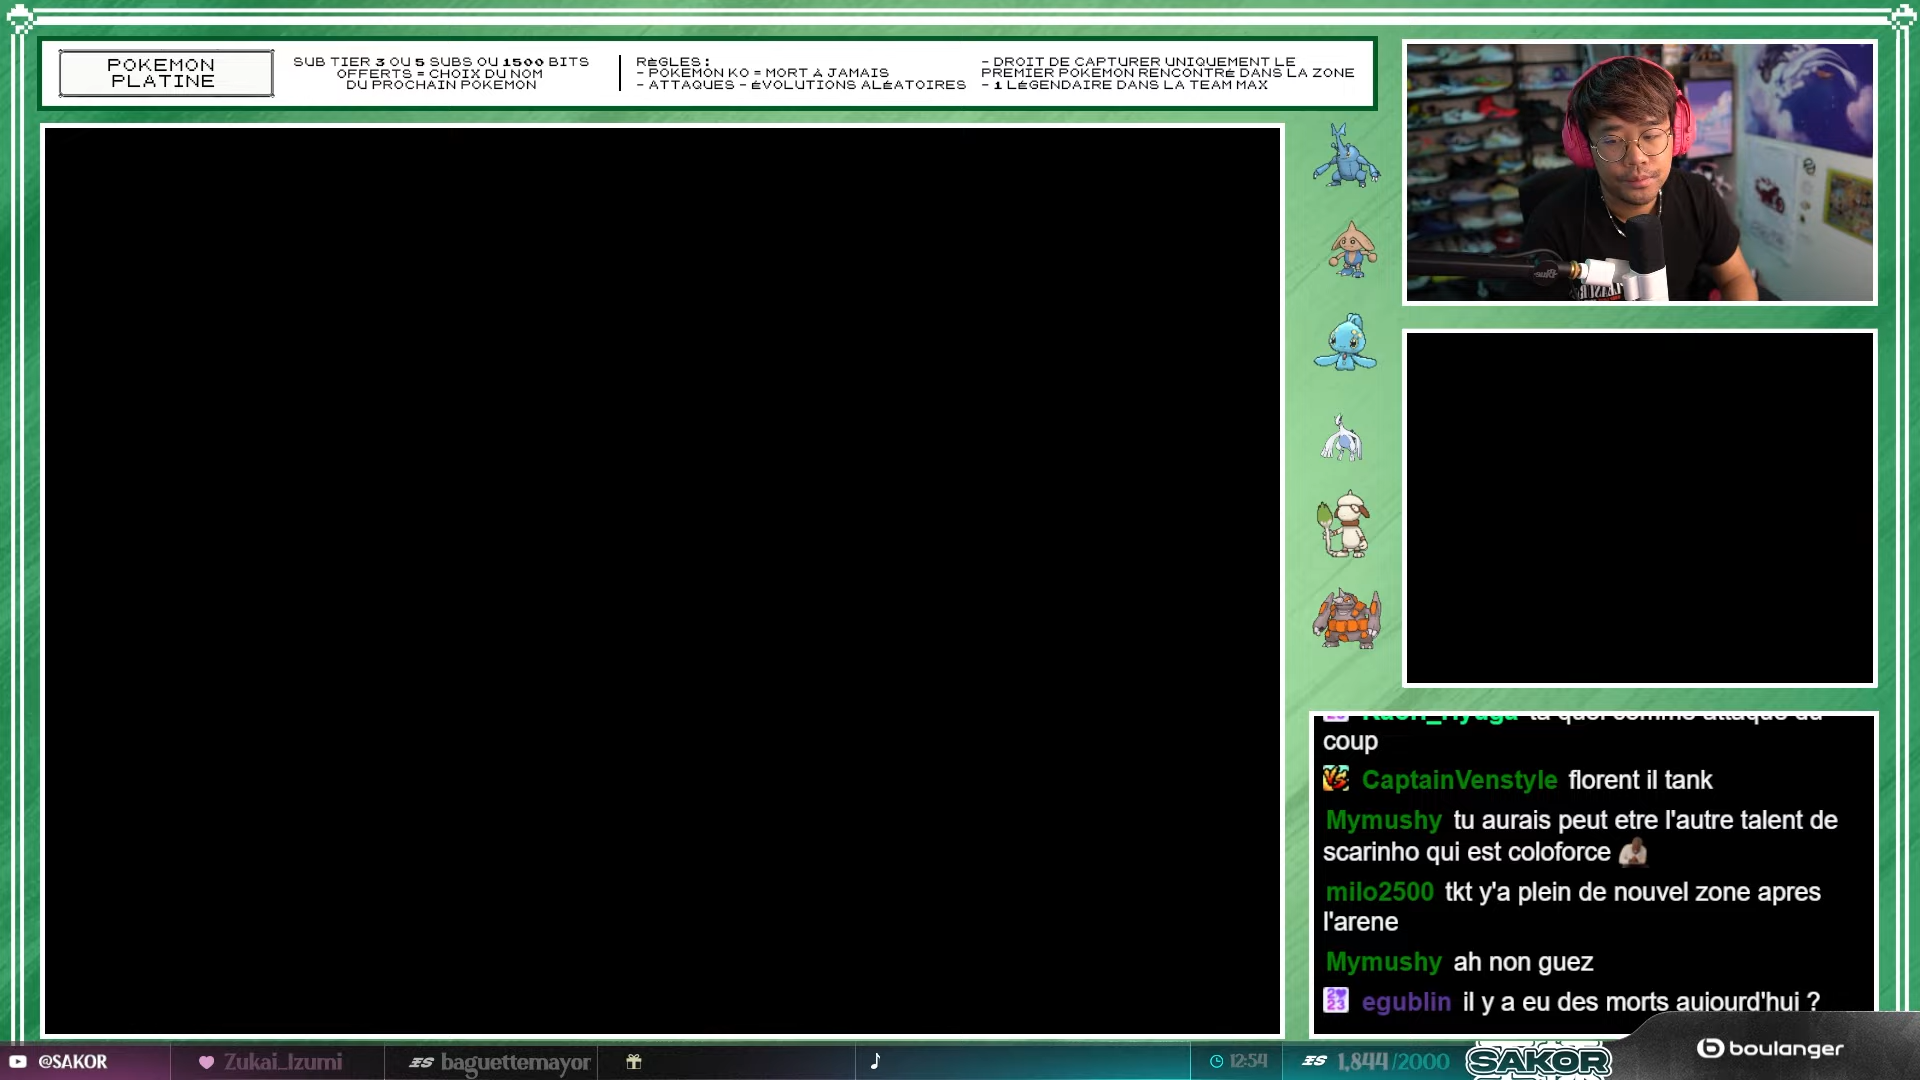 POKEMON
PLATINE
SUB TIER 3 OU 5 SUBS OU 1500 BITS
OFFERTS = CHOIX DU NOM
DU PROCHAIN POKEMON
RÈGLES :
- POKEMON KO = MORT À JAMAIS
- ATTAQUES - ÉVOLUTIONS ALÉATOIRES
- DROIT DE CAPTURER UNIQUEMENT LE
PREMIER POKEMON RENCONTRÉ DANS LA ZONE
- 1 LÉGENDAIRE DANS LA TEAM MAX
coup
CaptainVenstyle florent il tank
Mymushy tu aurais peut etre l'autre talent de
scarinho qui est coloforce
milo2500 tkt y'a plein de nouvel zone apres
l'arene
Mymushy ah non guez
egublin il y a eu des morts aujourd'hui ?
@SAKOR
Zukai_Izumi
baguettemayor
12:54
1,844/2000
SAKOR
boulanger